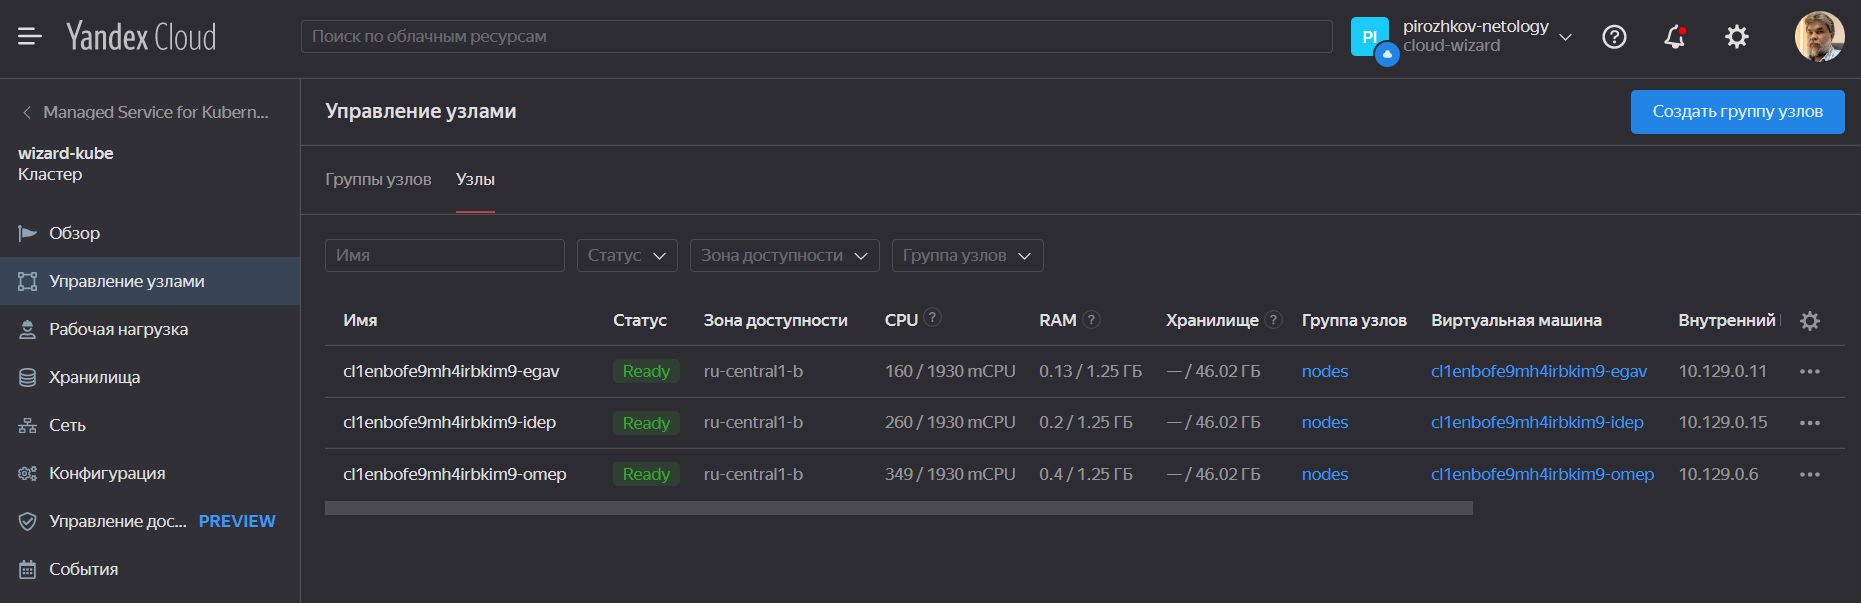 Yandex Cloud
Поиск по облачным ресурсам
PI
pirozhkov-netology
cloud-wizard
Managed Service for Kubern...
wizard-kube
Кластер
Обзор
Управление узлами
Рабочая нагрузка
Хранилища
Сеть
Конфигурация
Управление дос... PREVIEW
События
Управление узлами
Создать группу узлов
Группы узлов Узлы
Имя Статус Зона доступности Группа узлов
Имя Статус Зона доступности CPU RAM Хранилище Группа узлов Виртуальная машина Внутренний
cl1enbofe9mh4irbkim9-egav Ready ru-central1-b 160 / 1930 mCPU 0.13 / 1.25 ГБ — / 46.02 ГБ nodes cl1enbofe9mh4irbkim9-egav 10.129.0.11
cl1enbofe9mh4irbkim9-idep Ready ru-central1-b 260 / 1930 mCPU 0.2 / 1.25 ГБ — / 46.02 ГБ nodes cl1enbofe9mh4irbkim9-idep 10.129.0.15
cl1enbofe9mh4irbkim9-omep Ready ru-central1-b 349 / 1930 mCPU 0.4 / 1.25 ГБ — / 46.02 ГБ nodes cl1enbofe9mh4irbkim9-omep 10.129.0.6